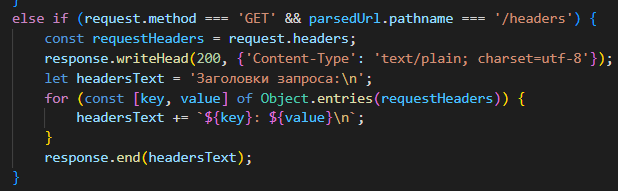 }
else if (request.method === 'GET' && parsedUrl.pathname === '/headers') {
    const requestHeaders = request.headers;
    response.writeHead(200, {'Content-Type': 'text/plain; charset=utf-8'});
    let headersText = 'Заголовки запроса:\n';
    for (const [key, value] of Object.entries(requestHeaders)) {
        headersText += `${key}: ${value}\n`;
    }
    response.end(headersText);
}